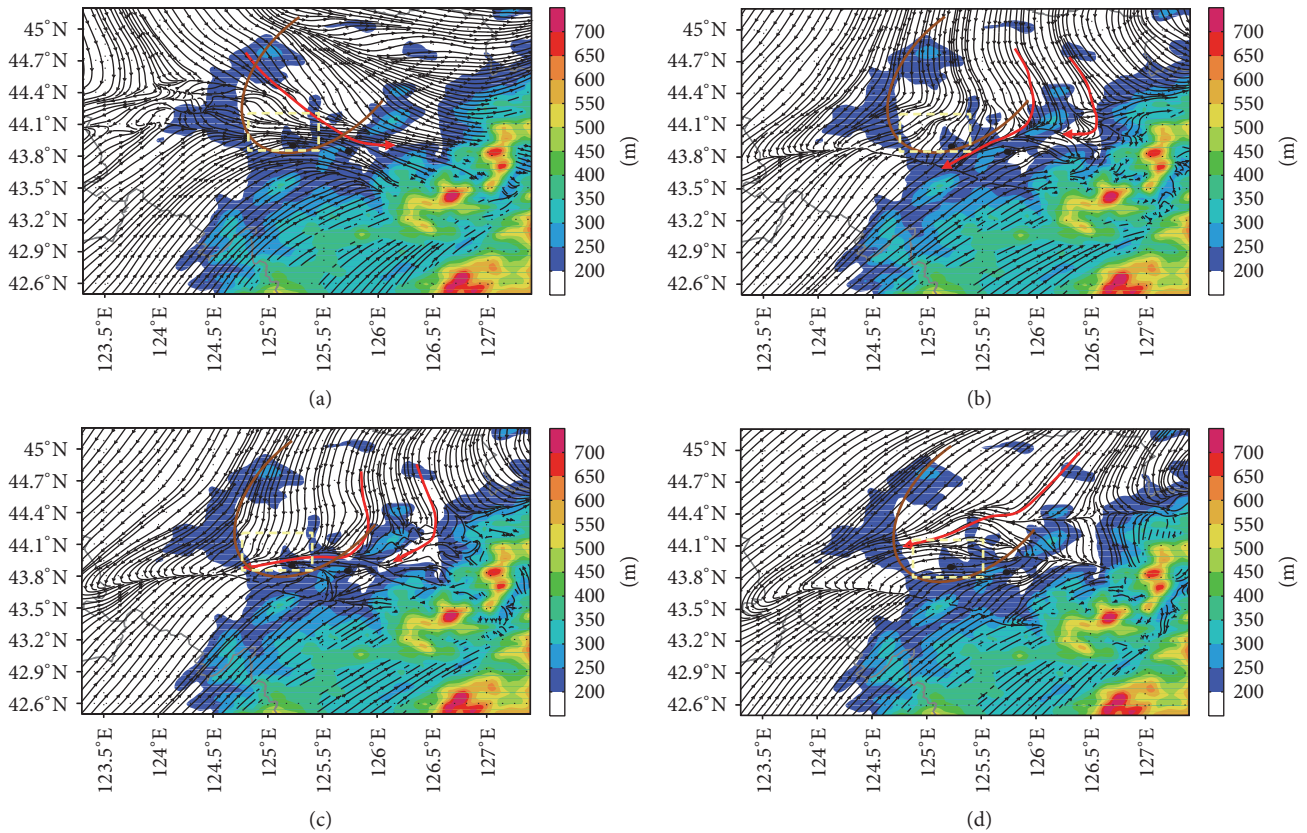 45°N
44.7°N
44.4°N
44.1°N
43.8°N
43.5°N
43.2°N
42.9°N
42.6°N
123.5°E
124°E
124.5°E
125°E
125.5°E
126°E
126.5°E
127°E
700
650
600
550
500
450
400
350
300
250
200
(m)
(a)
45°N
44.7°N
44.4°N
44.1°N
43.8°N
43.5°N
43.2°N
42.9°N
42.6°N
123.5°E
124°E
124.5°E
125°E
125.5°E
126°E
126.5°E
127°E
700
650
600
550
500
450
400
350
300
250
200
(m)
(b)
45°N
44.7°N
44.4°N
44.1°N
43.8°N
43.5°N
43.2°N
42.9°N
42.6°N
123.5°E
124°E
124.5°E
125°E
125.5°E
126°E
126.5°E
127°E
700
650
600
550
500
450
400
350
300
250
200
(m)
(c)
45°N
44.7°N
44.4°N
44.1°N
43.8°N
43.5°N
43.2°N
42.9°N
42.6°N
123.5°E
124°E
124.5°E
125°E
125.5°E
126°E
126.5°E
127°E
700
650
600
550
500
450
400
350
300
250
200
(m)
(d)